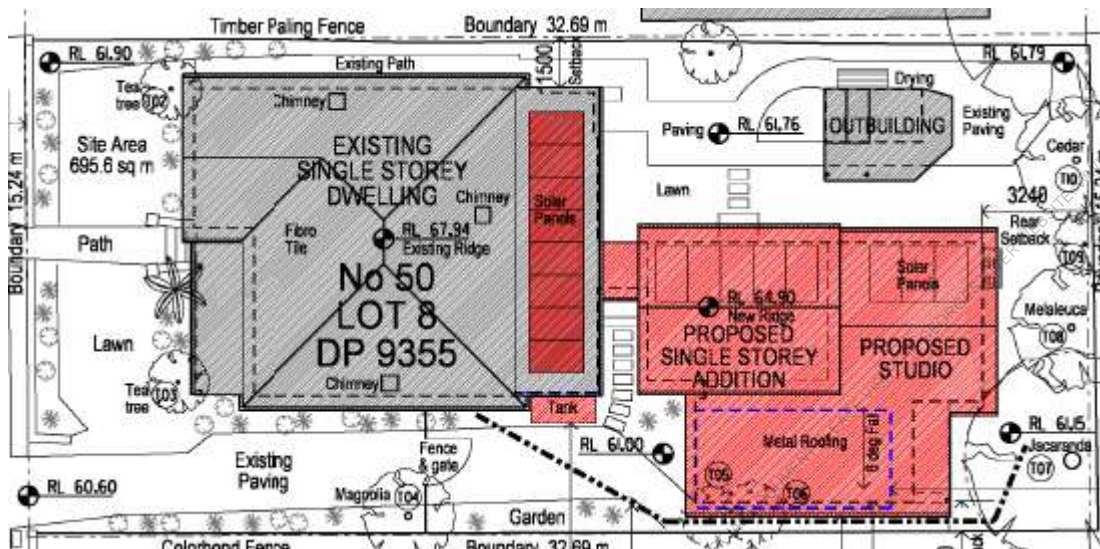 Timber Paling Fence
Boundary 32.69 m
RL 61.90
Existing Path
1500
Setback
RL 61.79
Tea
tree
T02
Chimney
Drying
Site Area
695.6 sq m
EXISTING
SINGLE STOREY
DWELLING
Paving
RL 61.76
OUTBUILDING
Existing
Paving
Cedar
T10
Boundary 15.24 m
Chimney
Solar
Panels
Lawn
3240
Rear
Setback
Path
Fibro
Tile
RL 67.94
Existing Ridge
T09
Solar
Panels
No 50
LOT 8
DP 9355
RL 64.90
New Ridge
PROPOSED
SINGLE STOREY
ADDITION
PROPOSED
STUDIO
Melaleuca
T08
Lawn
Tea
tree
T03
Chimney
Tank
Fence
& gate
RL 61.00
Metal Roofing
RL 61.15
Jacaranda
T07
Existing
Paving
T05
T06
RL 60.60
Magnolia
T04
Garden
Colorbond Fence
Boundary 32.69 m